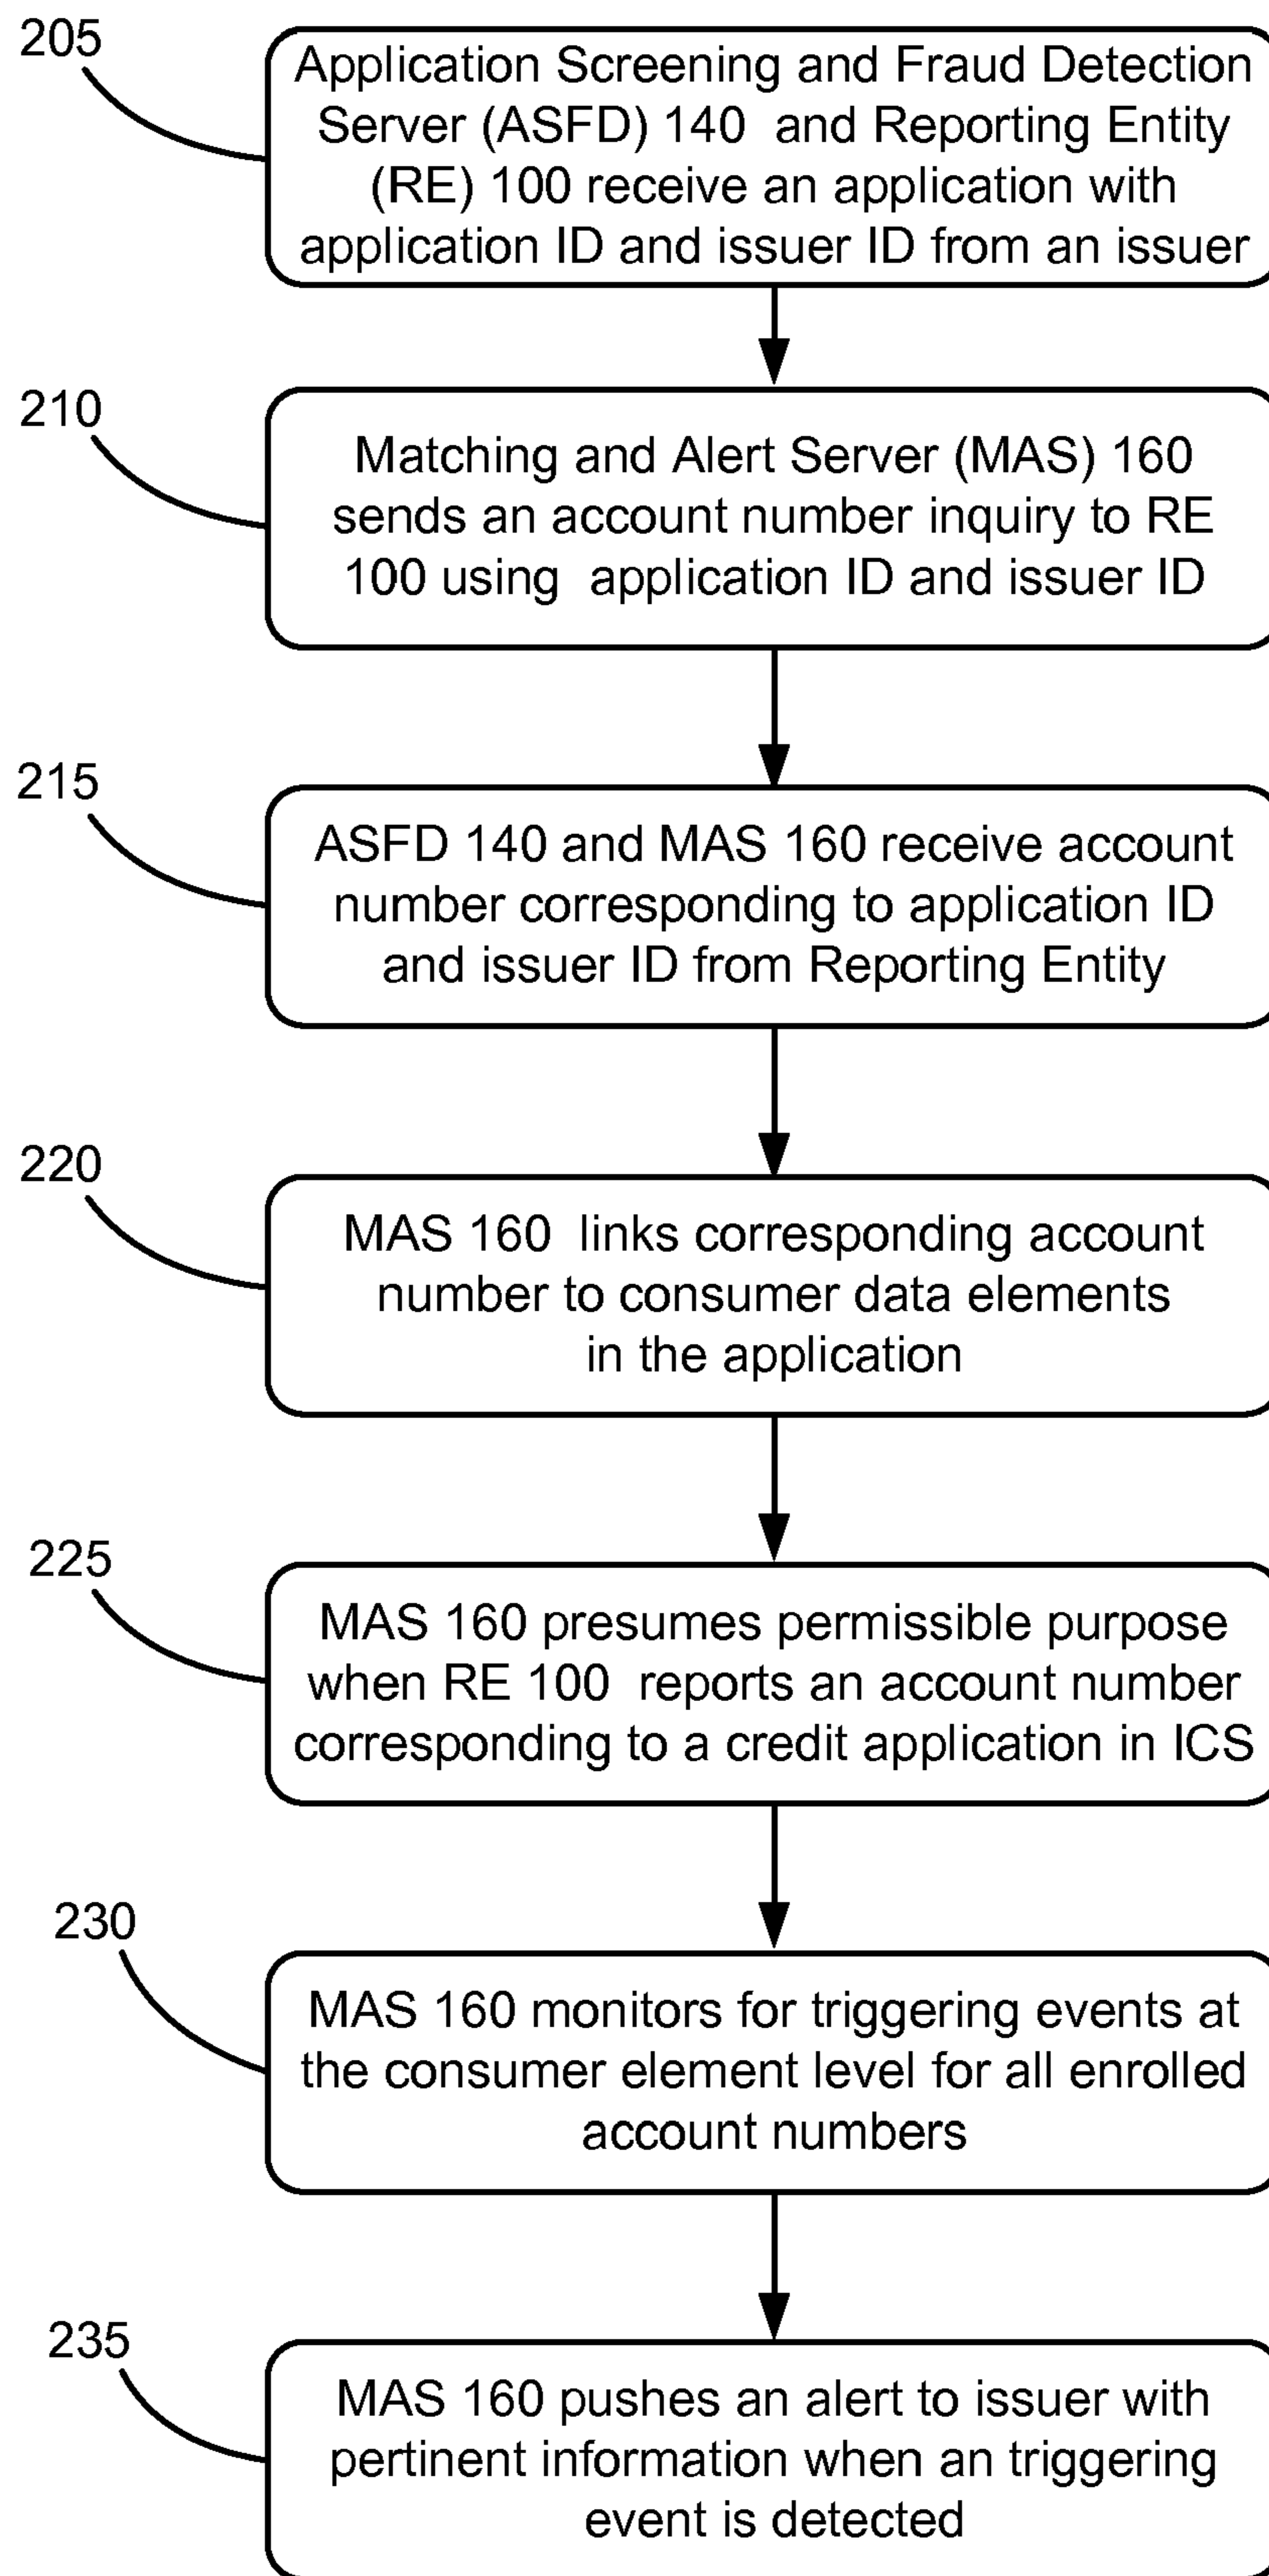 205
Application Screening and Fraud Detection
Server (ASFD) 140 and Reporting Entity
(RE) 100 receive an application with
application ID and issuer ID from an issuer
210
Matching and Alert Server (MAS) 160
sends an account number inquiry to RE
100 using application ID and issuer ID
215
ASFD 140 and MAS 160 receive account
number corresponding to application ID
and issuer ID from Reporting Entity
220
MAS 160 links corresponding account
number to consumer data elements
in the application
225
MAS 160 presumes permissible purpose
when RE 100 reports an account number
corresponding to a credit application in ICS
230
MAS 160 monitors for triggering events at
the consumer element level for all enrolled
account numbers
235
MAS 160 pushes an alert to issuer with
pertinent information when an triggering
event is detected